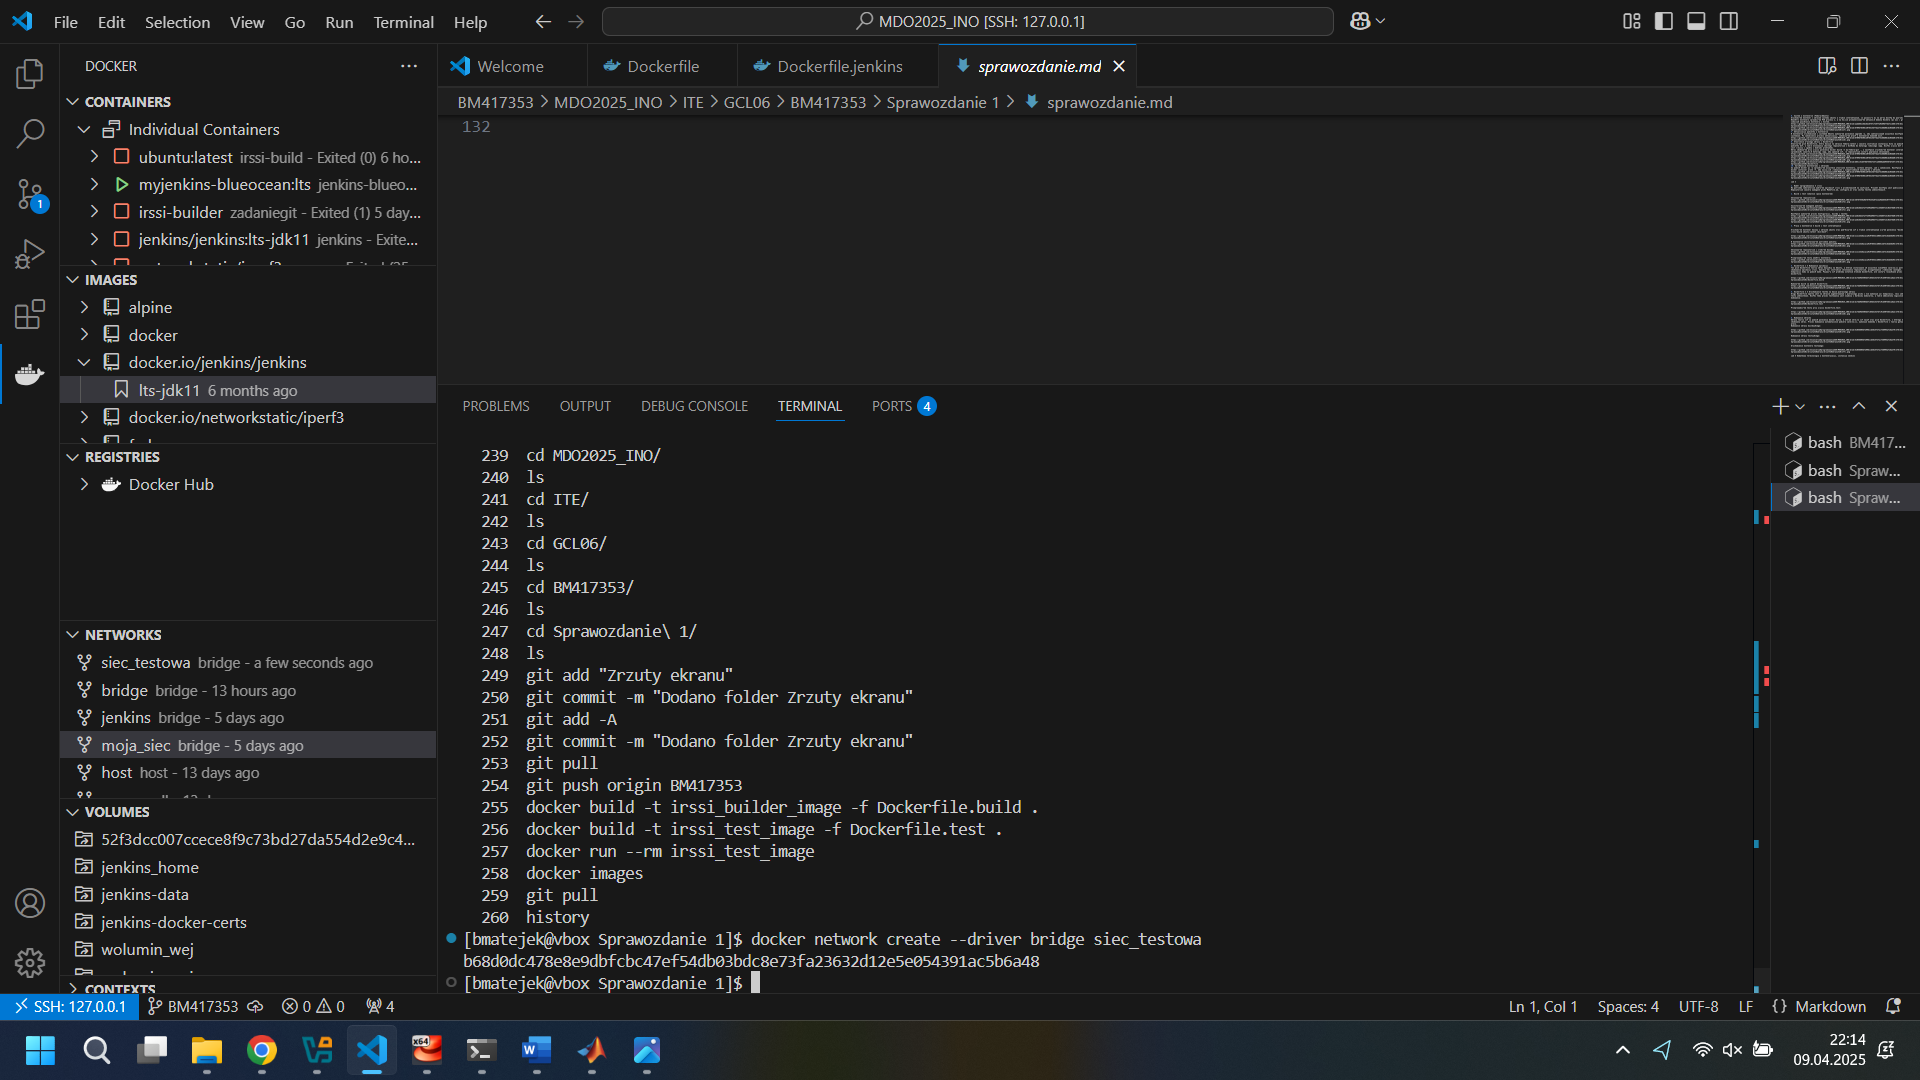 File Edit Selection View Go Run Terminal Help
MDO2025_INO [SSH: 127.0.0.1]
DOCKER
Welcome
Dockerfile
Dockerfile.jenkins
sprawozdanie.md
BM417353 > MDO2025_INO > ITE > GCL06 > BM417353 > Sprawozdanie 1 > sprawozdanie.md
132
CONTAINERS
Individual Containers
ubuntu:latest irssi-build - Exited (0) 6 ho...
myjenkins-blueocean:lts jenkins-blueo...
irssi-builder zadaniegit - Exited (1) 5 day...
jenkins/jenkins:lts-jdk11 jenkins - Exite...
IMAGES
alpine
docker
docker.io/jenkins/jenkins
lts-jdk11 6 months ago
docker.io/networkstatic/iperf3
REGISTRIES
Docker Hub
NETWORKS
siec_testowa bridge - a few seconds ago
bridge bridge - 13 hours ago
jenkins bridge - 5 days ago
moja_siec bridge - 5 days ago
host host - 13 days ago
VOLUMES
52f3dcc007ccece8f9c73bd27da554d2e9c4...
jenkins_home
jenkins-data
jenkins-docker-certs
wolumin_wej
CONTEXTS
PROBLEMS OUTPUT DEBUG CONSOLE TERMINAL PORTS 4
239 cd MDO2025_INO/
240 ls
241 cd ITE/
242 ls
243 cd GCL06/
244 ls
245 cd BM417353/
246 ls
247 cd Sprawozdanie\ 1/
248 ls
249 git add "Zrzuty ekranu"
250 git commit -m "Dodano folder Zrzuty ekranu"
251 git add -A
252 git commit -m "Dodano folder Zrzuty ekranu"
253 git pull
254 git push origin BM417353
255 docker build -t irssi_builder_image -f Dockerfile.build .
256 docker build -t irssi_test_image -f Dockerfile.test .
257 docker run --rm irssi_test_image
258 docker images
259 git pull
260 history
[bmatejek@vbox Sprawozdanie 1]$ docker network create --driver bridge siec_testowa
b68d0dc478e8e9dbfcbc47ef54db03bdc8e73fa23632d12e5e054391ac5b6a48
[bmatejek@vbox Sprawozdanie 1]$
bash BM417...
bash Spraw...
bash Spraw...
1
SSH: 127.0.0.1 BM417353 0 0 4
Ln 1, Col 1 Spaces: 4 UTF-8 LF {} Markdown
x64
22:14
09.04.2025